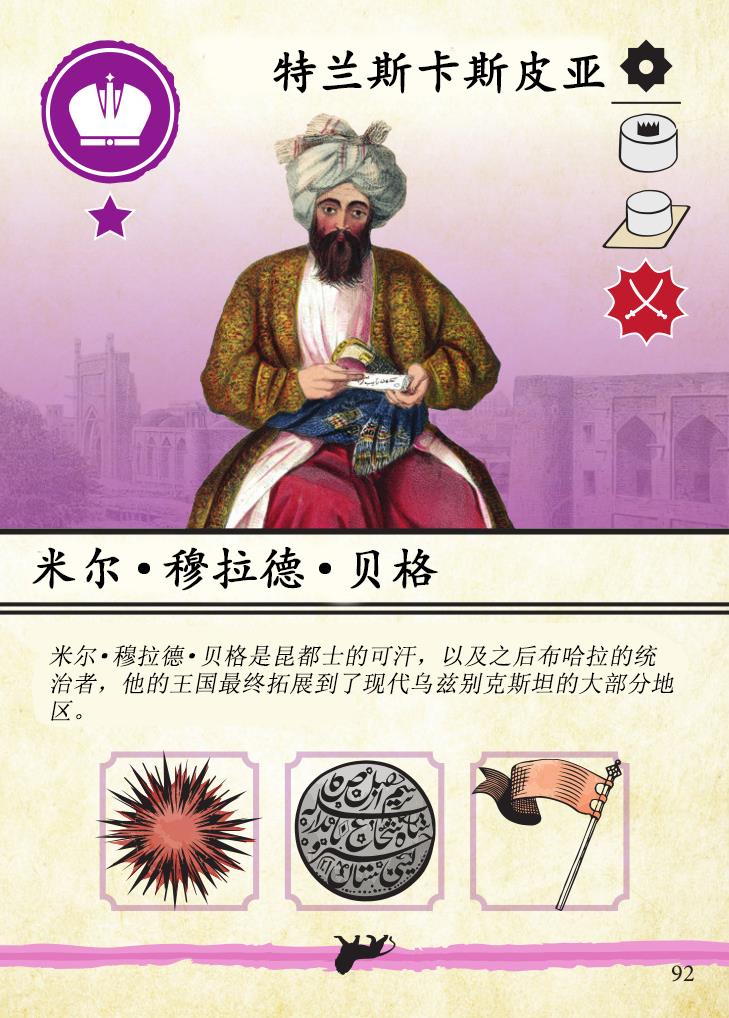 特兰斯卡斯皮亚
米尔·穆拉德·贝格
米尔·穆拉德·贝格是昆都士的可汗，以及之后布哈拉的统
治者，他的王国最终拓展到了现代乌兹别克斯坦的大部分地
区。
92